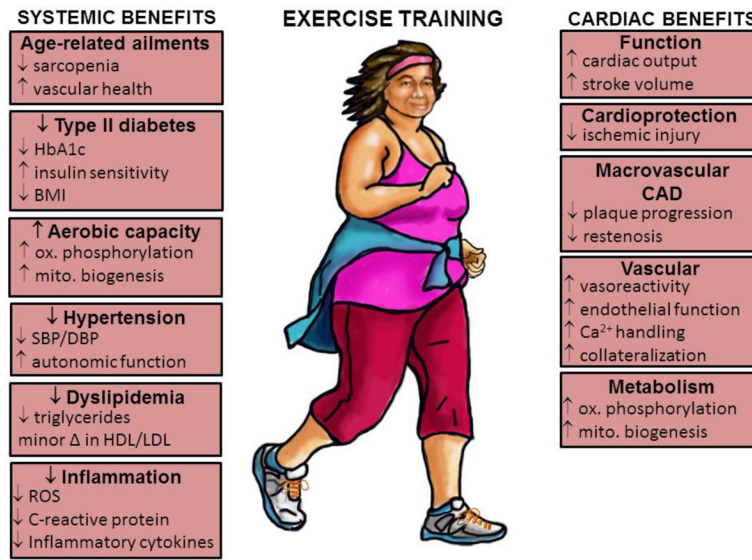 SYSTEMIC BENEFITS
Age-related ailments
↓ sarcopenia
↑ vascular health
↓ Type II diabetes
↓ HbA1c
↑ insulin sensitivity
↓ BMI
↑ Aerobic capacity
↑ ox. phosphorylation
↑ mito. biogenesis
↓ Hypertension
↓ SBP/DBP
↑ autonomic function
↓ Dyslipidemia
↓ triglycerides
minor Δ in HDL/LDL
↓ Inflammation
↓ ROS
↓ C-reactive protein
↓ Inflammatory cytokines
EXERCISE TRAINING
CARDIAC BENEFITS
Function
↑ cardiac output
↑ stroke volume
Cardioprotection
↓ ischemic injury
Macrovascular
CAD
↓ plaque progression
↓ restenosis
Vascular
↑ vasoreactivity
↑ endothelial function
↑ Ca²⁺ handling
↑ collateralization
Metabolism
↑ ox. phosphorylation
↑ mito. biogenesis